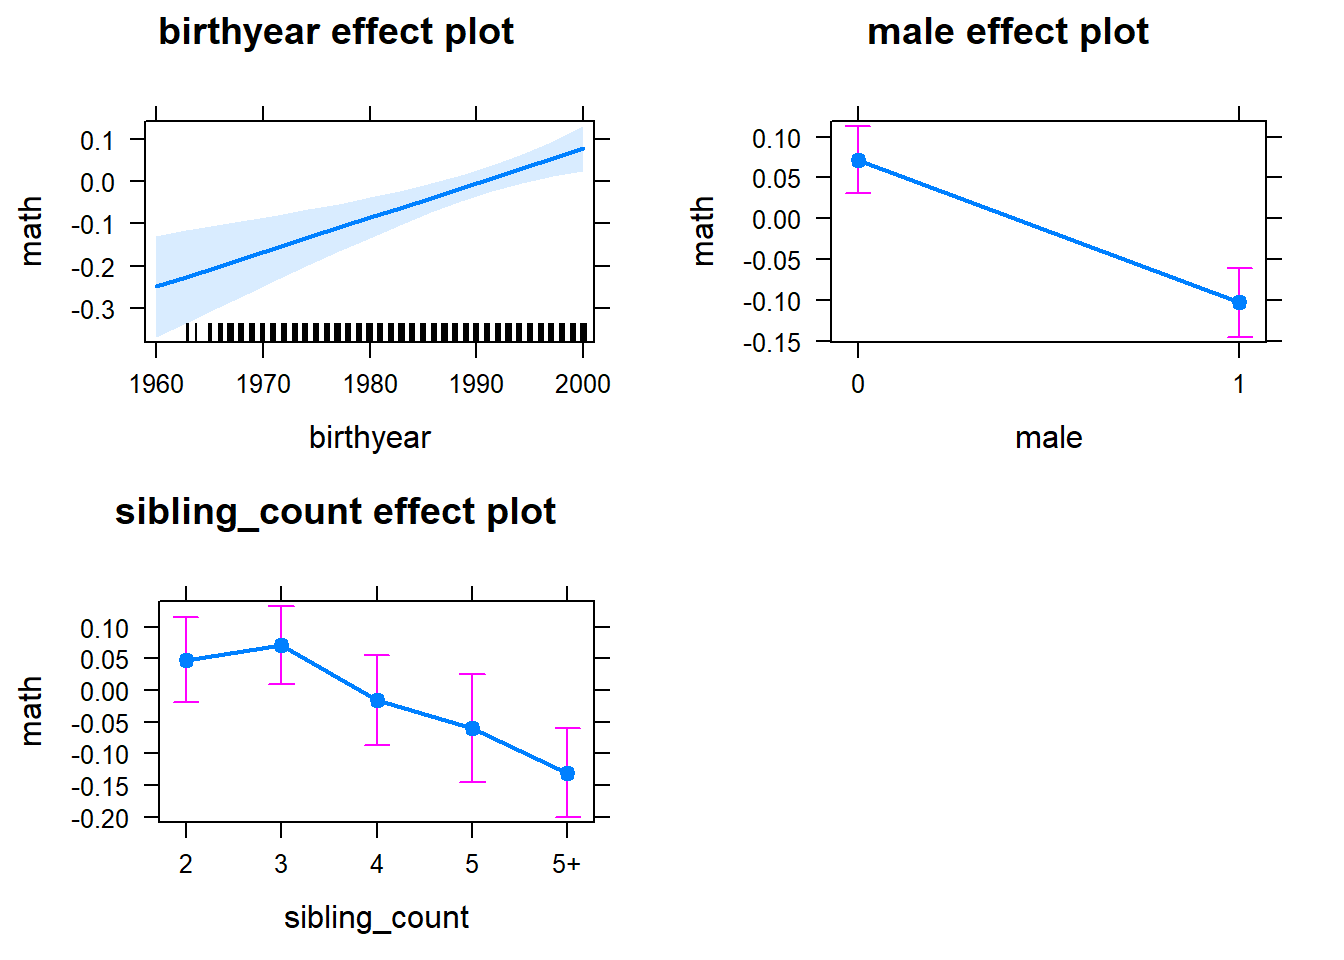 birthyear effect plot
math
0.1
0.0
-0.1
-0.2
-0.3
1960 1970 1980 1990 2000
birthyear
male effect plot
math
0.10
0.05
0.00
-0.05
-0.10
-0.15
0 1
male
sibling_count effect plot
math
0.10
0.05
0.00
-0.05
-0.10
-0.15
-0.20
2 3 4 5 5+
sibling_count